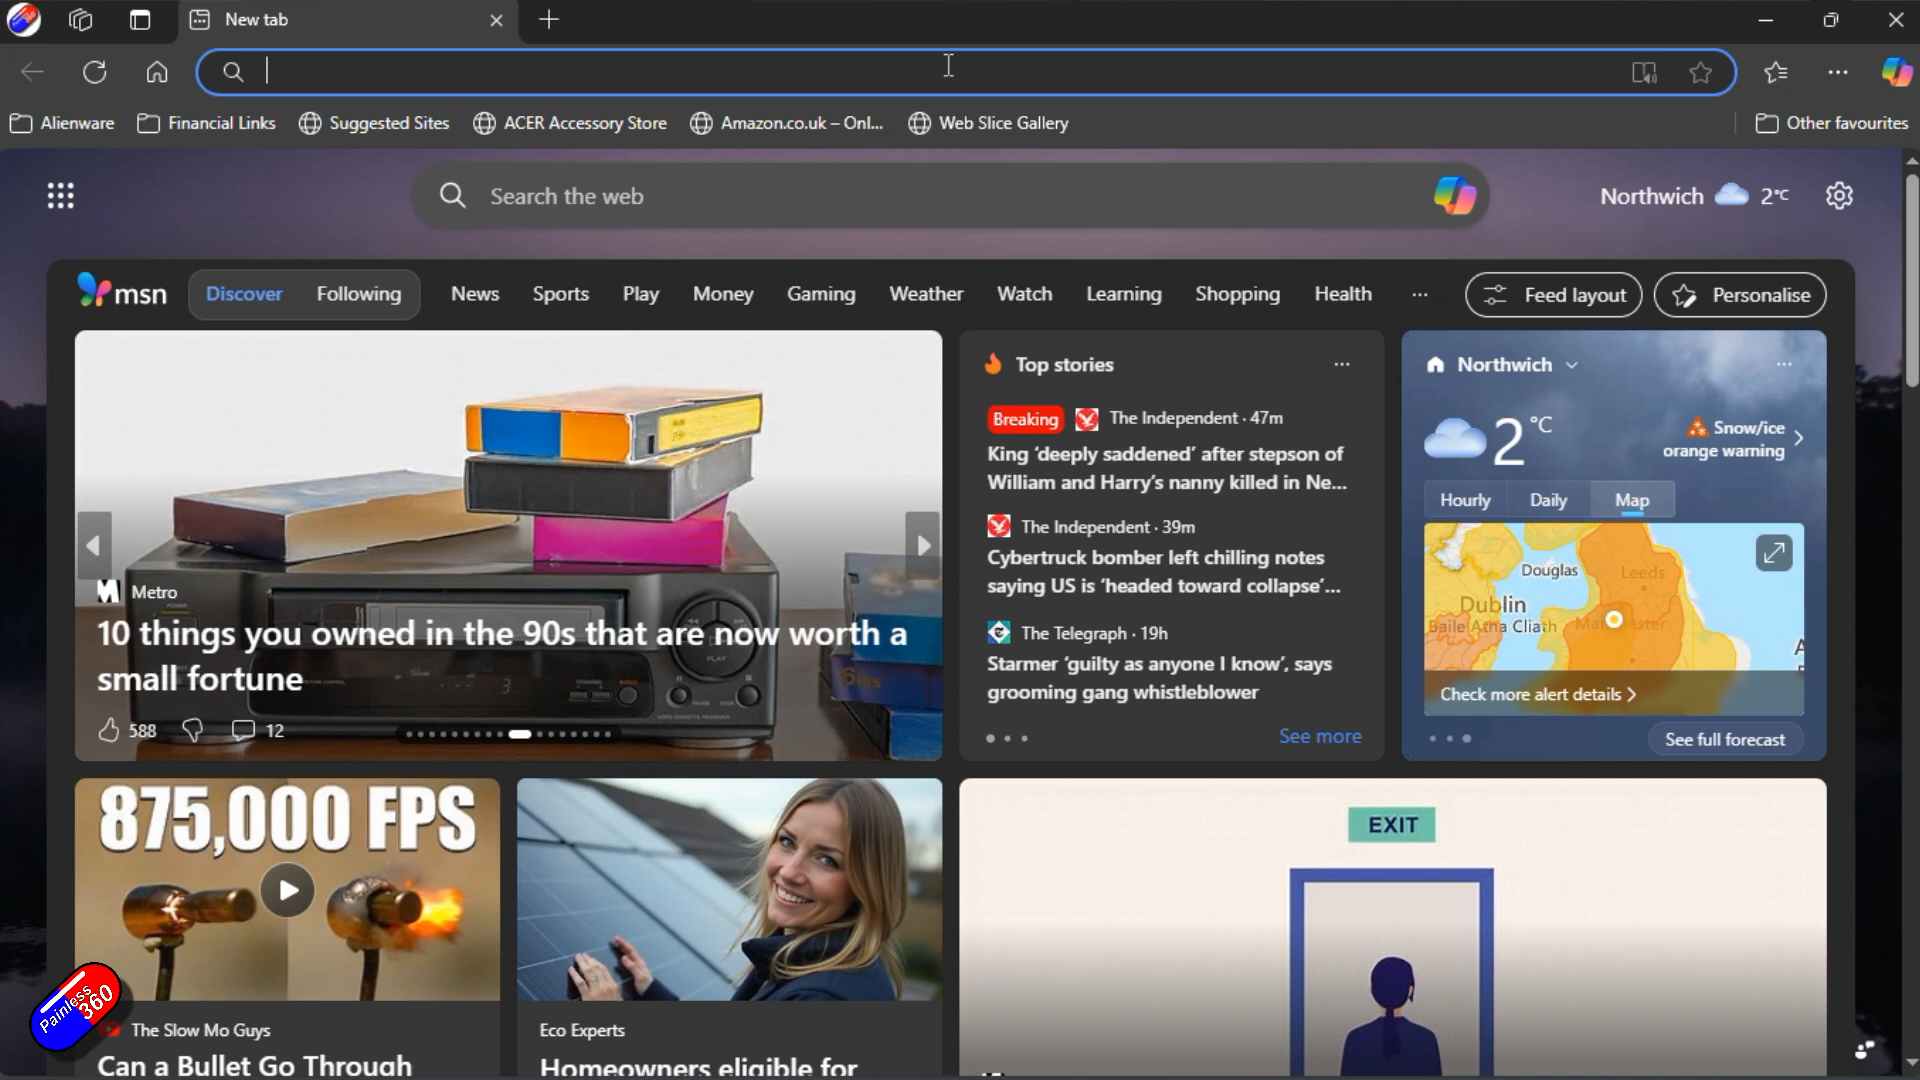 New tab
Alienware
Financial Links
Suggested Sites
ACER Accessory Store
Amazon.co.uk – Onl...
Web Slice Gallery
Other favourites
Search the web
Northwich
2°C
msn
Discover
Following
News
Sports
Play
Money
Gaming
Weather
Watch
Learning
Shopping
Health
Feed layout
Personalise
Metro
10 things you owned in the 90s that are now worth a
small fortune
588
12
Top stories
Breaking
The Independent · 47m
King ‘deeply saddened’ after stepson of
William and Harry’s nanny killed in Ne...
The Independent · 39m
Cybertruck bomber left chilling notes
saying US is ‘headed toward collapse’...
The Telegraph · 19h
Starmer ‘guilty as anyone I know’, says
grooming gang whistleblower
See more
Northwich
2 °C
Snow/ice
orange warning
Hourly
Daily
Map
Douglas
Leeds
Dublin
Baile Átha Cliath
Manchester
Check more alert details
See full forecast
875,000 FPS
The Slow Mo Guys
Can a Bullet Go Through
Eco Experts
Homeowners eligible for
EXIT
Painless
360